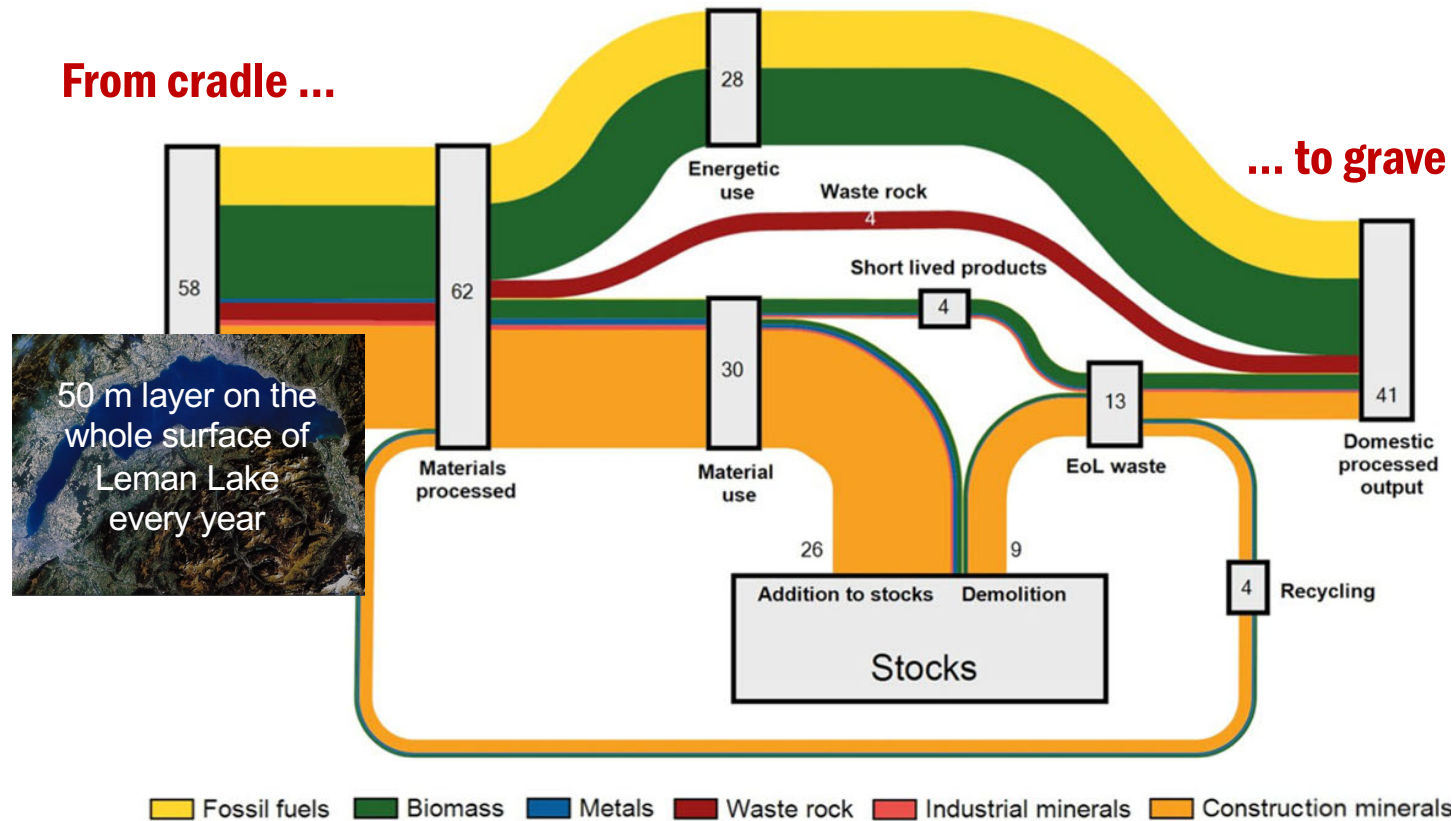 From cradle ...
... to grave
28
Energetic
use
Waste rock
4
Short lived products
4
58
62
Materials
processed
30
Material
use
13
EoL waste
41
Domestic
processed
output
50 m layer on the
whole surface of
Leman Lake
every year
26
9
Addition to stocks
Demolition
Stocks
4
Recycling
Fossil fuels
Biomass
Metals
Waste rock
Industrial minerals
Construction minerals